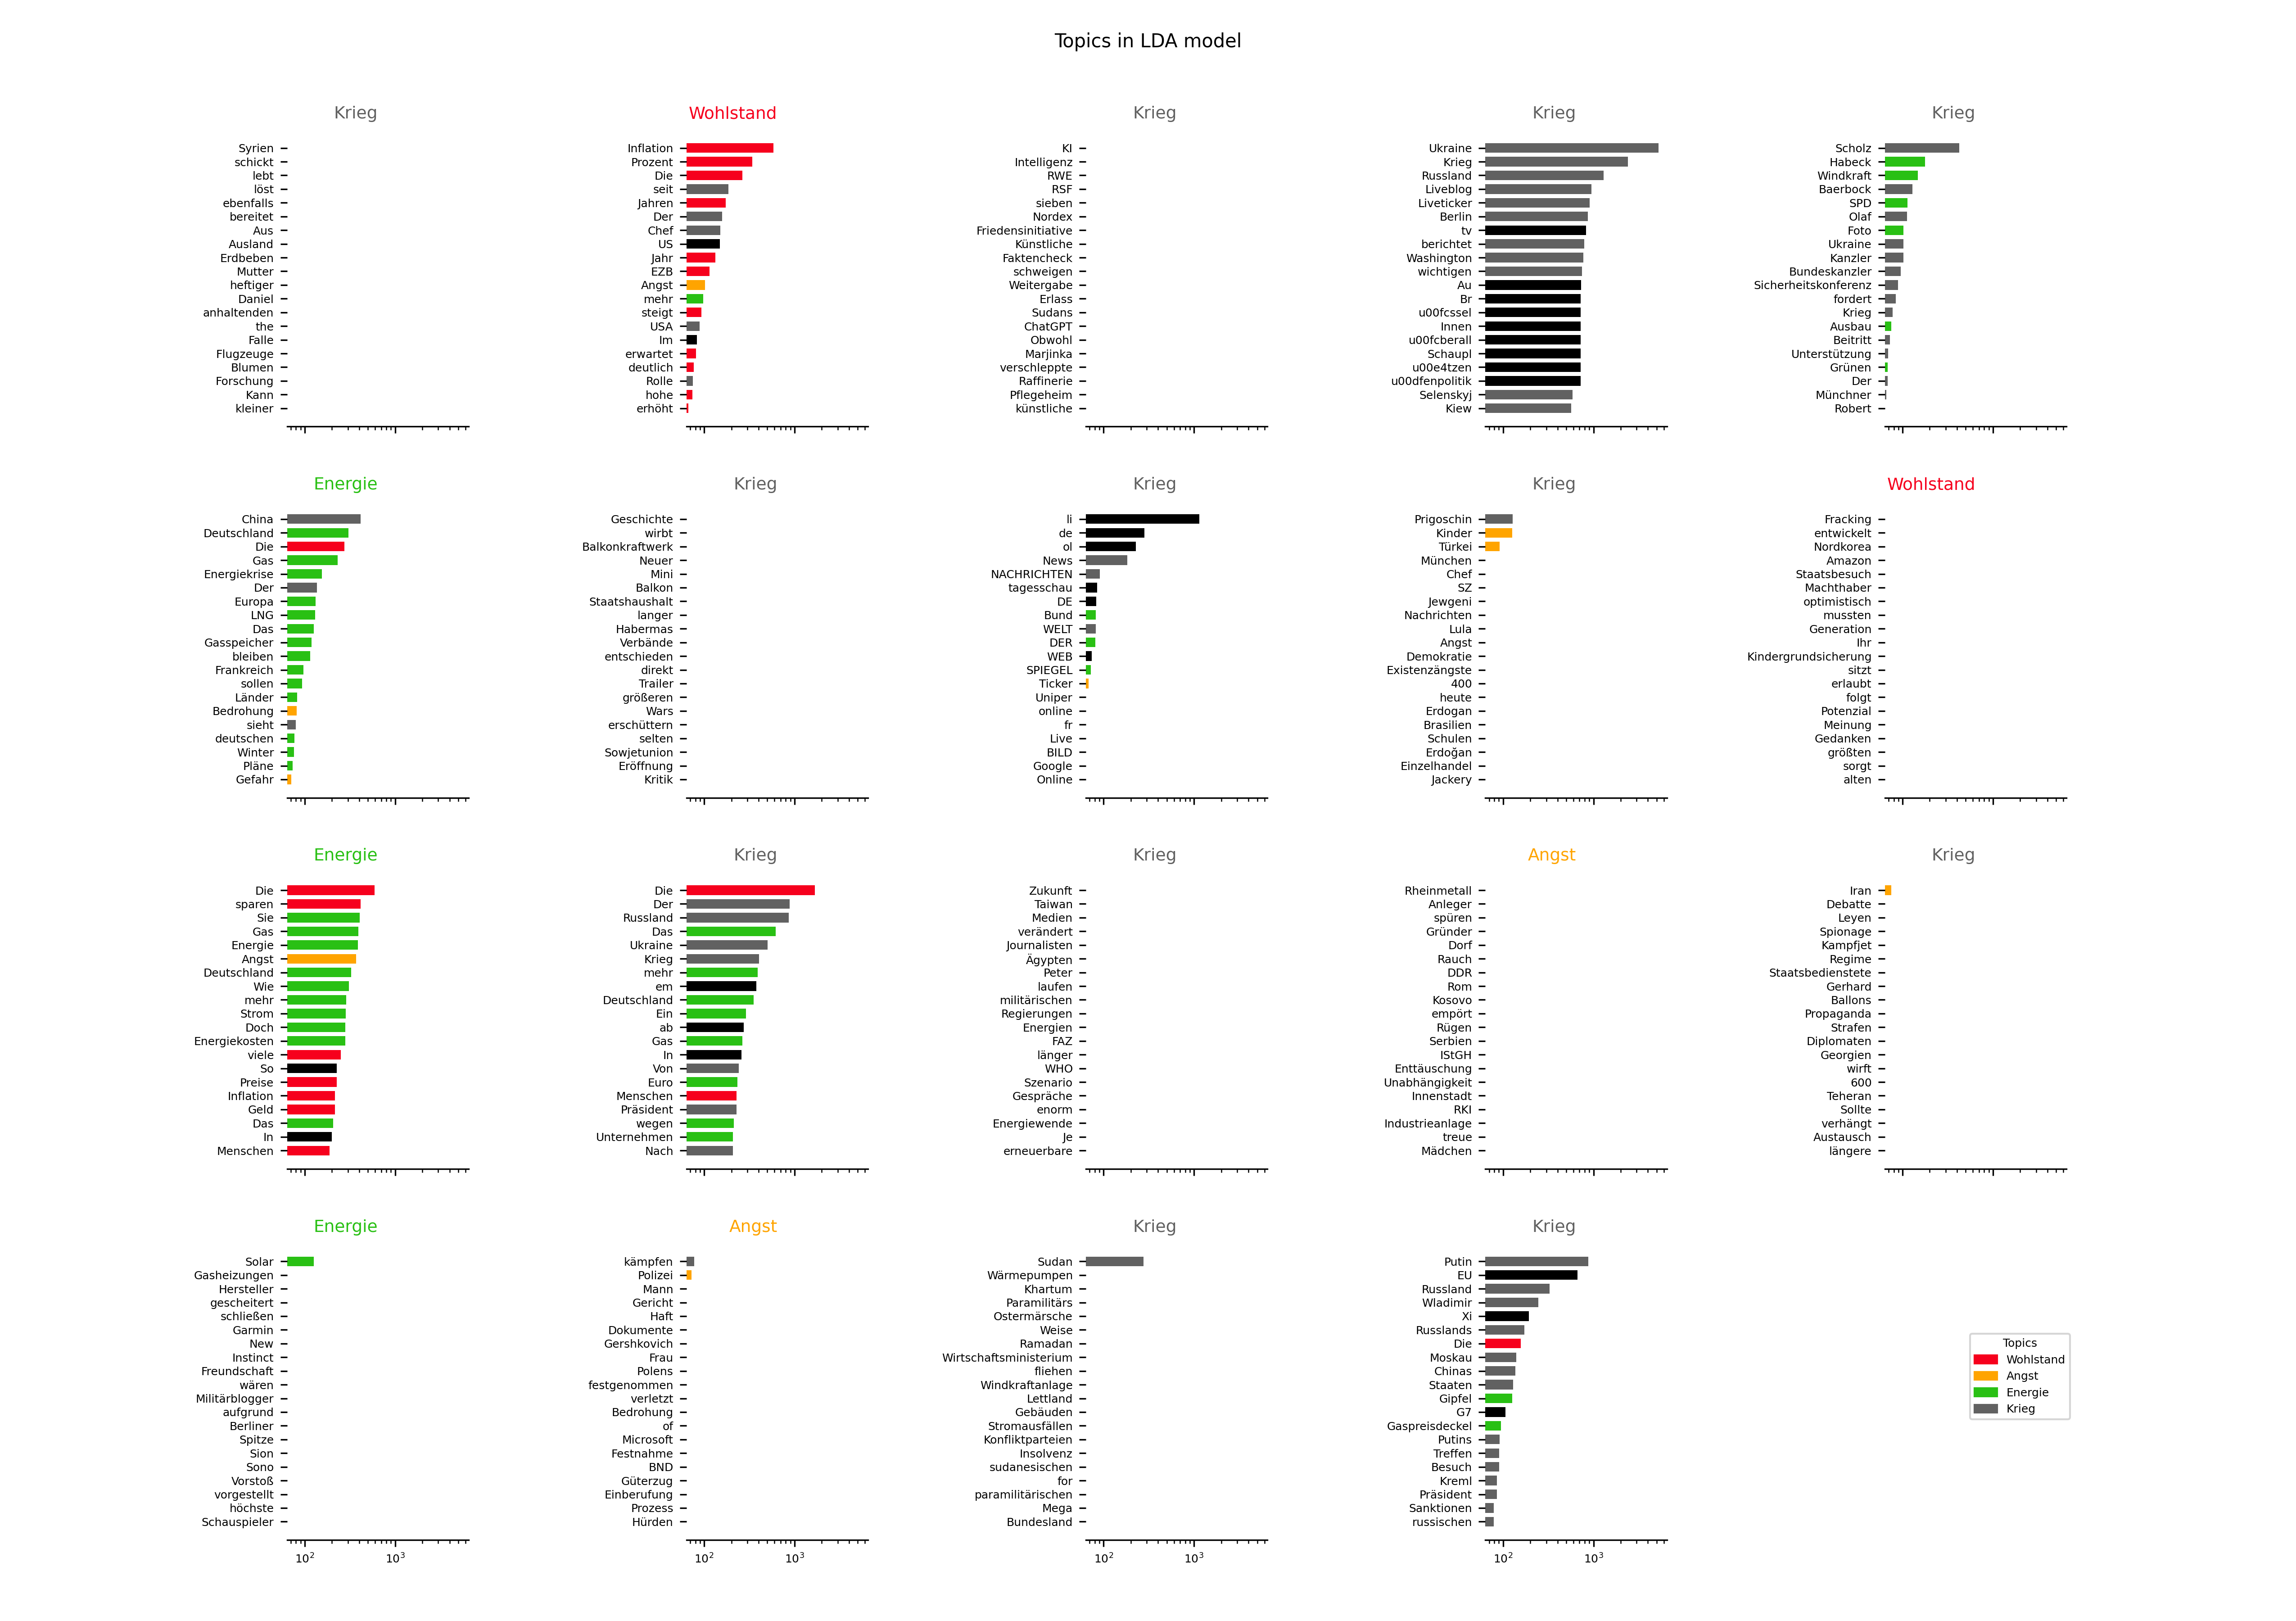 Topics in LDA model
Krieg
Syrien
schickt
lebt
löst
ebenfalls
bereitet
Aus
Ausland
Erdbeben
Mutter
heftiger
Daniel
anhaltenden
the
Falle
Flugzeuge
Blumen
Forschung
Kann
kleiner
Wohlstand
Inflation
Prozent
Die
seit
Jahren
Der
Chef
US
Jahr
EZB
Angst
mehr
steigt
USA
Im
erwartet
deutlich
Rolle
hohe
erhöht
Krieg
KI
Intelligenz
RWE
RSF
sieben
Nordex
Friedensinitiative
Künstliche
Faktencheck
schweigen
Weitergabe
Erlass
Sudans
ChatGPT
Obwohl
Marjinka
verschleppte
Raffinerie
Pflegeheim
künstliche
Krieg
Ukraine
Krieg
Russland
Liveblog
Liveticker
Berlin
tv
berichtet
Washington
wichtigen
Au
Br
u00fcssel
Innen
u00fcberall
Schaupl
u00e4tzen
u00dfenpolitik
Selenskyj
Kiew
Krieg
Scholz
Habeck
Windkraft
Baerbock
SPD
Olaf
Foto
Ukraine
Kanzler
Bundeskanzler
Sicherheitskonferenz
fordert
Krieg
Ausbau
Beitritt
Unterstützung
Grünen
Der
Münchner
Robert
Energie
China
Deutschland
Die
Gas
Energiekrise
Der
Europa
LNG
Das
Gasspeicher
bleiben
Frankreich
sollen
Länder
Bedrohung
sieht
deutschen
Winter
Pläne
Gefahr
Krieg
Geschichte
wirbt
Balkonkraftwerk
Neuer
Mini
Balkon
Staatshaushalt
langer
Habermas
Verbände
entschieden
direkt
Trailer
größeren
Wars
erschüttern
selten
Sowjetunion
Eröffnung
Kritik
Krieg
li
de
ol
News
NACHRICHTEN
tagesschau
DE
Bund
WELT
DER
WEB
SPIEGEL
Ticker
Uniper
online
fr
Live
BILD
Google
Online
Krieg
Prigoschin
Kinder
Türkei
München
Chef
SZ
Jewgeni
Nachrichten
Lula
Angst
Demokratie
Existenzängste
400
heute
Erdogan
Brasilien
Schulen
Erdoğan
Einzelhandel
Jackery
Wohlstand
Fracking
entwickelt
Nordkorea
Amazon
Staatsbesuch
Machthaber
optimistisch
mussten
Generation
Ihr
Kindergrundsicherung
sitzt
erlaubt
folgt
Potenzial
Meinung
Gedanken
größten
sorgt
alten
Energie
Die
sparen
Sie
Gas
Energie
Angst
Deutschland
Wie
mehr
Strom
Doch
Energiekosten
viele
So
Preise
Inflation
Geld
Das
In
Menschen
Krieg
Die
Der
Russland
Das
Ukraine
Krieg
mehr
em
Deutschland
Ein
ab
Gas
In
Von
Euro
Menschen
Präsident
wegen
Unternehmen
Nach
Krieg
Zukunft
Taiwan
Medien
verändert
Journalisten
Ägypten
Peter
laufen
militärischen
Regierungen
Energien
FAZ
länger
WHO
Szenario
Gespräche
enorm
Energiewende
Je
erneuerbare
Angst
Rheinmetall
Anleger
spüren
Gründer
Dorf
Rauch
DDR
Rom
Kosovo
empört
Rügen
Serbien
IStGH
Enttäuschung
Unabhängigkeit
Innenstadt
RKI
Industrieanlage
treue
Mädchen
Krieg
Iran
Debatte
Leyen
Spionage
Kampfjet
Regime
Staatsbedienstete
Gerhard
Ballons
Propaganda
Strafen
Diplomaten
Georgien
wirft
600
Teheran
Sollte
verhängt
Austausch
längere
Energie
Solar
Gasheizungen
Hersteller
gescheitert
schließen
Garmin
New
Instinct
Freundschaft
wären
Militärblogger
aufgrund
Berliner
Spitze
Sion
Sono
Vorstoß
vorgestellt
höchste
Schauspieler
10²
10³
Angst
kämpfen
Polizei
Mann
Gericht
Haft
Dokumente
Gershkovich
Frau
Polens
festgenommen
verletzt
Bedrohung
of
Microsoft
Festnahme
BND
Güterzug
Einberufung
Prozess
Hürden
10²
10³
Krieg
Sudan
Wärmepumpen
Khartum
Paramilitärs
Ostermärsche
Weise
Ramadan
Wirtschaftsministerium
fliehen
Windkraftanlage
Lettland
Gebäuden
Stromausfällen
Konfliktparteien
Insolvenz
sudanesischen
for
paramilitärischen
Mega
Bundesland
10²
10³
Krieg
Putin
EU
Russland
Wladimir
Xi
Russlands
Die
Moskau
Chinas
Staaten
Gipfel
G7
Gaspreisdeckel
Putins
Treffen
Besuch
Kreml
Präsident
Sanktionen
russischen
10²
10³
Topics
Wohlstand
Angst
Energie
Krieg